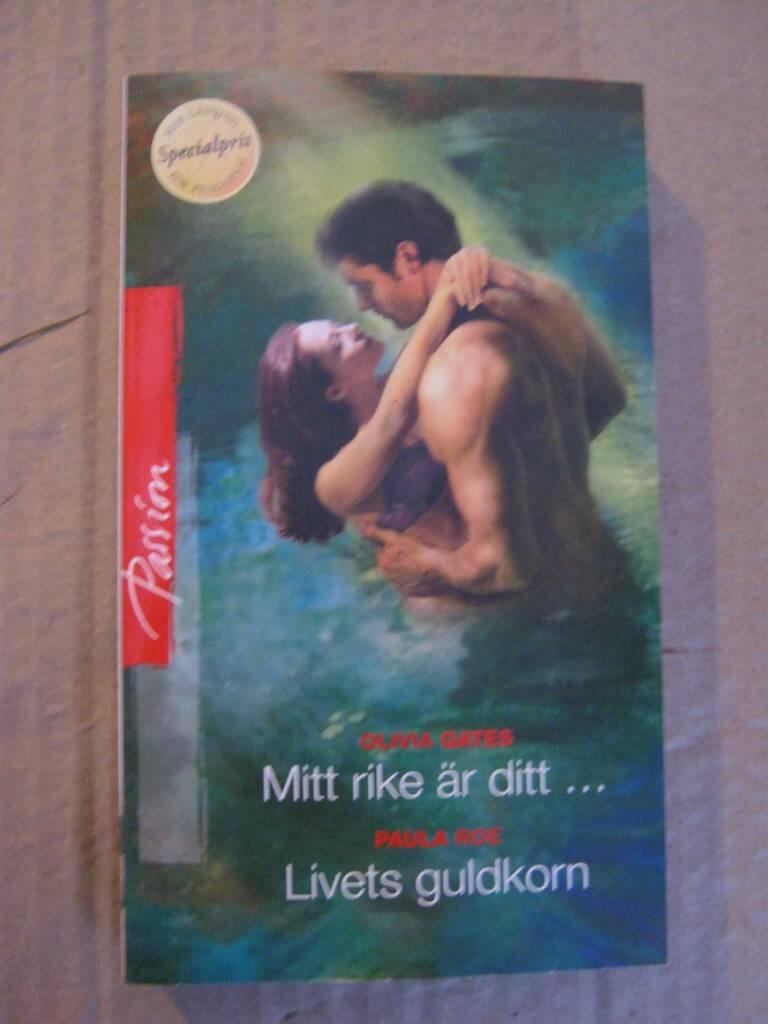 Specialpris
Passion
OLIVIA GATES
Mitt rike är ditt ...
PAULA ROE
Livets guldkorn